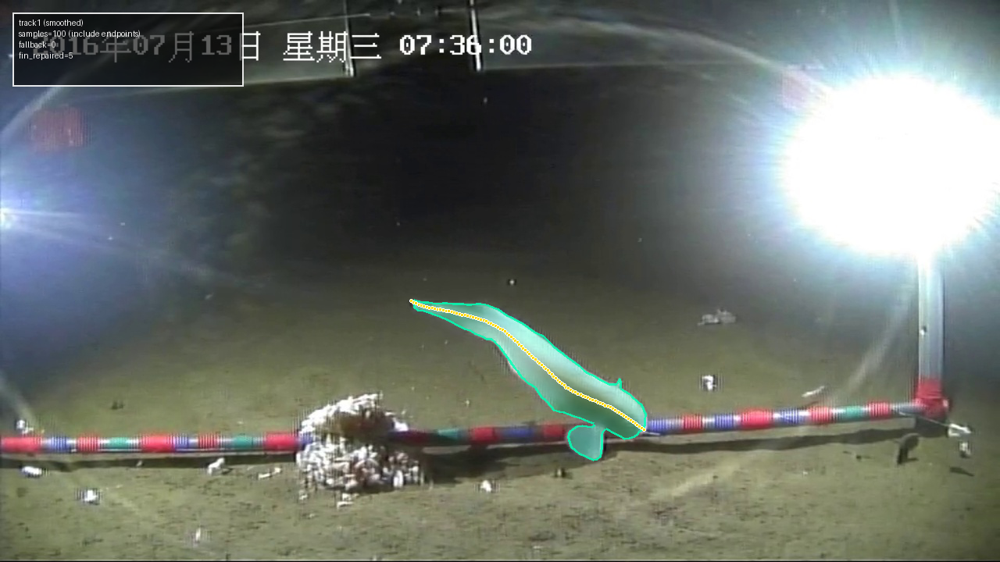 track1 (smoothed)
samples=100 (include endpoints)
fallback=0
fin_repaired=5
2016年07月13日 星期三 07:36:00